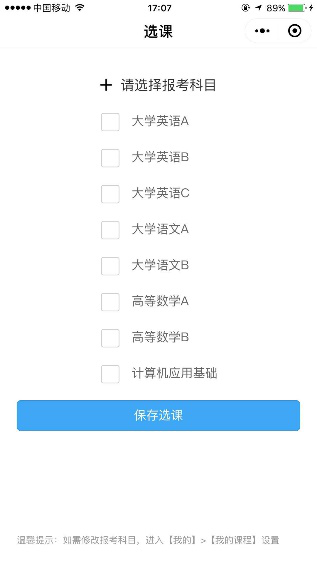 中国移动 17:07 89%
选课
请选择报考科目
大学英语A
大学英语B
大学英语C
大学语文A
大学语文B
高等数学A
高等数学B
计算机应用基础
保存选课
温馨提示：如需修改报考科目，进入【我的】>【我的课程】设置